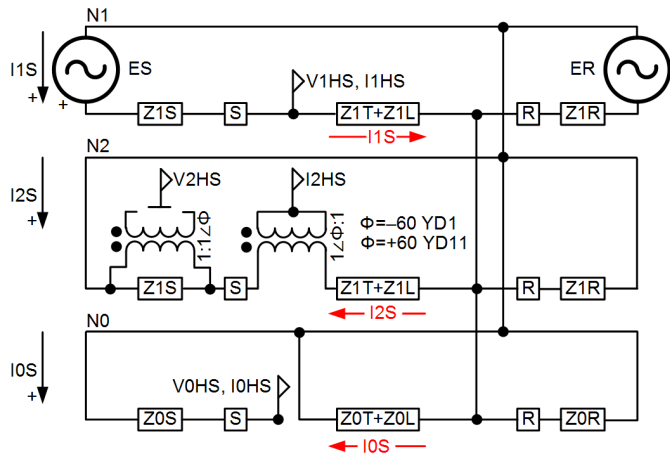 N1
I1S
+
+
ES
V1HS, I1HS
ER
Z1S
S
Z1T+Z1L
R
Z1R
I1S
N2
I2S
+
V2HS
I2HS
1:1∠Φ
1∠Φ:1
Φ=–60 YD1
Φ=+60 YD11
Z1S
S
Z1T+Z1L
R
Z1R
I2S
N0
I0S
+
V0HS, I0HS
Z0S
S
Z0T+Z0L
R
Z0R
I0S